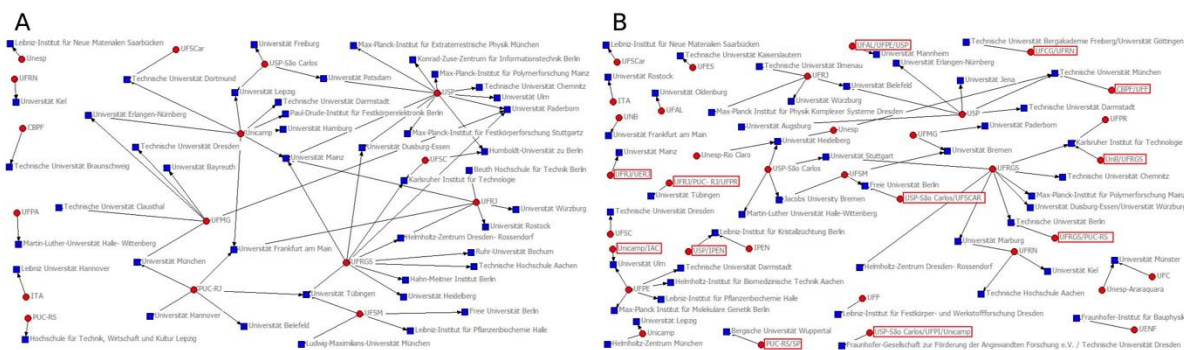 A
Leibniz-Institut für Neue Materialen Saarbücken
Unesp
UFSCar
Universität Freiburg
USP-São Carlos
Max-Planck-Institut für Extraterrestrische Physik München
Konrad-Zuse-Zentrum für Informationstechnik Berlin
Max-Planck-Institut für Polymerforschung Mainz
UFRN
Universität Kiel
Technische Universität Dortmund
Universität Potsdam
USP
Technische Universität Chemnitz
Universität Leipzig
Universität Ulm
Technische Universität Darmstadt
Universität Paderborn
Universität Erlangen-Nürnberg
Paul-Drude-Institut für Festkörperelektronik Berlin
CBPF
Unicamp
Universität Hamburg
Max-Planck-Institut für Festkörperforschung Stuttgart
Technische Universität Dresden
Universität Duisburg-Essen
Humboldt-Universität zu Berlin
Technische Universität Braunschweig
Universität Bayreuth
Universität Mainz
UFSC
Beuth Hochschule für Technik Berlin
Karlsruher Institut für Technologie
Technische Universität Clausthal
UFRJ
Universität Würzburg
UFPA
UFMG
Universität Rostock
Martin-Luther-Universität Halle- Wittenberg
Universität Frankfurt am Main
Helmholtz-Zentrum Dresden- Rossendorf
Universität München
UFRGS
Ruhr-Universität Bochum
Leibniz Universität Hannover
Technische Hochschule Aachen
Hahn-Meitner Institut Berlin
ITA
PUC-RJ
Universität Tübingen
Universität Heidelberg
PUC-RS
Universität Hannover
UFSM
Free Universität Berlin
Universität Bielefeld
Leibniz-Institut für Pflanzenbiochemie Halle
Hochschule für Technik, Wirtschaft und Kultur Leipzig
Ludwig-Maximilians-Universität München
B
Leibniz-Institut für Neue Materialen Saarbücken
UFAL/UFPE/USP
Technische Universität Bergakademie Freiberg/Universität Göttingen
Technische Universität Kaiserslautern
Universität Mannheim
UFCG/UFRN
UFSCar
UFES
Technische Universität Ilmenau
Universität Erlangen-Nürnberg
Universität Rostock
UFRJ
Universität Jena
Technische Universität München
Universität Oldenburg
Universität Bielefeld
CBPF/UFF
ITA
Universität Würzburg
UFAL
Max-Planck Institut für Physik Komplexer Systeme Dresden
USP
Technische Universität Darmstadt
UNB
Universität Augsburg
Unesp
UFPR
Universität Frankfurt am Main
Universität Heidelberg
UFMG
Universität Paderborn
Karlsruher Institut für Technologie
Universität Mainz
Unesp-Rio Claro
Universität Stuttgart
Universität Bremen
UnB/UFRGS
USP-São Carlos
UFRGS
UFRJ/UERJ
UFRJ/PUC- RJ/UFPR
UFSM
Technische Universität Chemnitz
Free Universität Berlin
Universität Tübingen
Jacobs University Bremen
USP-São Carlos/UFSCAR
Max-Planck-Institut für Polymerforschung Mainz
Technische Universität Dresden
Martin-Luther Universität Halle-Wittenberg
Universität Dusburg-Essen/Universität Würzburg
Technische Universität Berlin
UFSC
Leibniz-Institut für Kristallzüchtung Berlin
UFRGS/PUC-RS
Unicamp/IAC
USP/IPEN
IPEN
Universität Marburg
UFRN
Universität Ulm
Technische Universität Darmstadt
Helmholtz-Zentrum Dresden- Rossendorf
Universität Münster
Helmholtz-Institut für Biomedizinische Technik Aachen
Universität Kiel
UFC
UFPE
Leibniz-Institut für Pflanzenbiochemie Halle
UFF
Technische Hochschule Aachen
Unesp-Araraquara
Max-Planck Institut für Molekulare Genetik Berlin
Leibniz-Institut für Festkörper- und Werkstoffforschung Dresden
Universität Leipzig
Fraunhofer-Institut für Bauphysik
Unicamp
Bergische Universität Wuppertal
USP-São Carlos/UFPI/Unicamp
UENF
Helmholtz-Zentrum München
PUC-RS/SP
Fraunhofer-Gesellschaft zur Förderung der Angewandten Forschung e.V. / Technische Universität Dresden